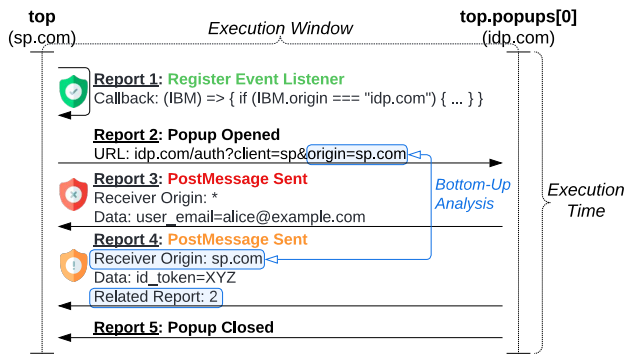 top
(sp.com)
Execution Window
top.popups[0]
(idp.com)
Report 1: Register Event Listener
Callback: (IBM) => { if (IBM.origin === "idp.com") { ... } }
Report 2: Popup Opened
URL: idp.com/auth?client=sp&origin=sp.com
Report 3: PostMessage Sent
Receiver Origin: *
Data: user_email=alice@example.com
Bottom-Up
Analysis
Execution
Time
Report 4: PostMessage Sent
Receiver Origin: sp.com
Data: id_token=XYZ
Related Report: 2
Report 5: Popup Closed